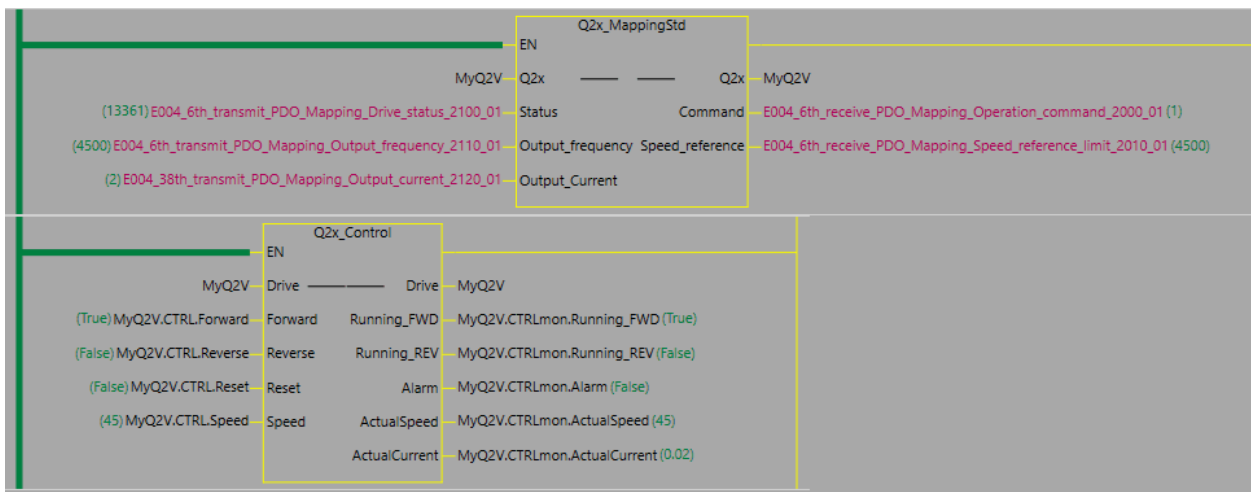 Q2x_MappingStd
EN
MyQ2V Q2x Q2x MyQ2V
(13361) E004_6th_transmit_PDO_Mapping_Drive_status_2100_01 Status Command E004_6th_receive_PDO_Mapping_Operation_command_2000_01 (1)
(4500) E004_6th_transmit_PDO_Mapping_Output_frequency_2110_01 Output_frequency Speed_reference E004_6th_receive_PDO_Mapping_Speed_reference_limit_2010_01 (4500)
(2) E004_38th_transmit_PDO_Mapping_Output_current_2120_01 Output_Current
Q2x_Control
EN
MyQ2V Drive Drive MyQ2V
(True) MyQ2V.CTRL.Forward Forward Running_FWD MyQ2V.CTRLmon.Running_FWD (True)
(False) MyQ2V.CTRL.Reverse Reverse Running_REV MyQ2V.CTRLmon.Running_REV (False)
(False) MyQ2V.CTRL.Reset Reset Alarm MyQ2V.CTRLmon.Alarm (False)
(45) MyQ2V.CTRL.Speed Speed ActualSpeed MyQ2V.CTRLmon.ActualSpeed (45)
ActualCurrent MyQ2V.CTRLmon.ActualCurrent (0.02)